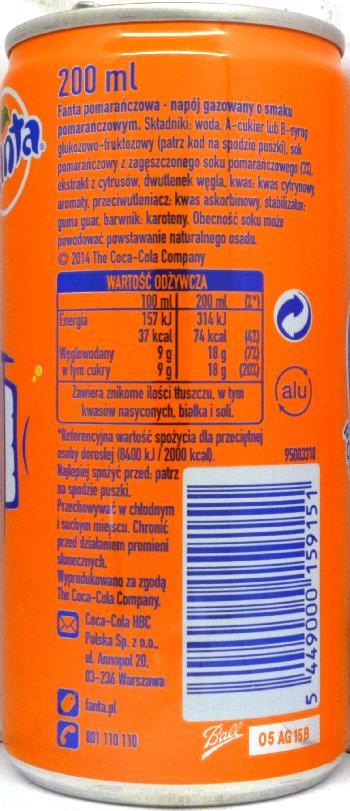 Fanta
200 ml
Fanta pomarańczowa - napój gazowany o smaku
pomarańczowym. Składniki: woda, A-cukier lub B-syrop
glukozowo-fruktozowy (patrz kod na spodzie puszki), sok
pomarańczowy z zagęszczonego soku pomarańczowego (3%),
ekstrakt z cytrusów, dwutlenek węgla, kwas: kwas cytrynowy,
aromaty, przeciwutleniacz: kwas askorbinowy, stabilizator:
guma guar, barwnik: karoteny. Obecność soku może
powodować powstawanie naturalnego osadu.
© 2014 The Coca-Cola Company
WARTOŚĆ ODŻYWCZA
100 ml 200 ml (%*)
Energia 157 kJ 314 kJ
37 kcal 74 kcal (4%)
Węglowodany 9 g 18 g (7%)
w tym cukry 9 g 18 g (20%)
Zawiera znikome ilości tłuszczu, w tym
kwasów nasyconych, białka i soli.
alu
*Referencyjna wartość spożycia dla przeciętnej
osoby dorosłej (8400 kJ / 2000 kcal).
95003310
Najlepiej spożyć przed: patrz
na spodzie puszki.
Przechowywać w chłodnym
i suchym miejscu. Chronić
przed działaniem promieni
słonecznych.
Wyprodukowano za zgodą
The Coca-Cola Company.
Coca-Cola HBC
Polska Sp. z o.o.,
ul. Annopol 20,
03-236 Warszawa
fanta.pl
801 110 110
5 449000 159151
Ball
05 AG 15B